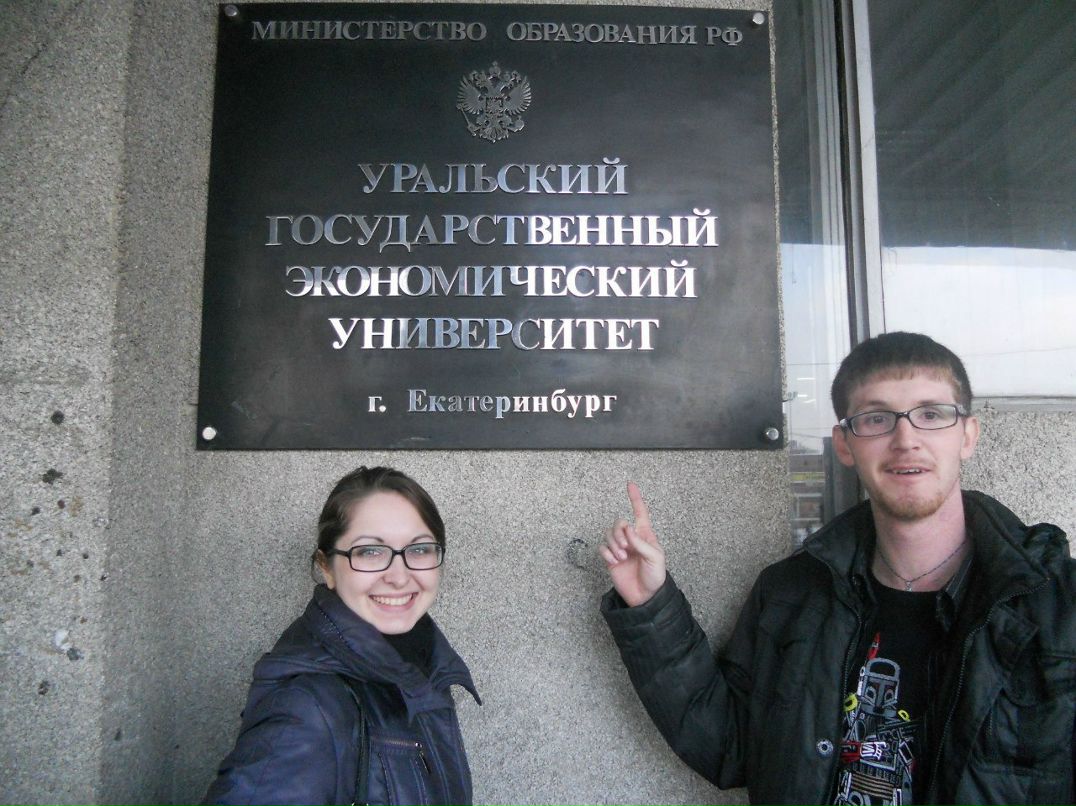 МИНИСТЕРСТВО ОБРАЗОВАНИЯ РФ
УРАЛЬСКИЙ
ГОСУДАРСТВЕННЫЙ
ЭКОНОМИЧЕСКИЙ
УНИВЕРСИТЕТ
г. Екатеринбург